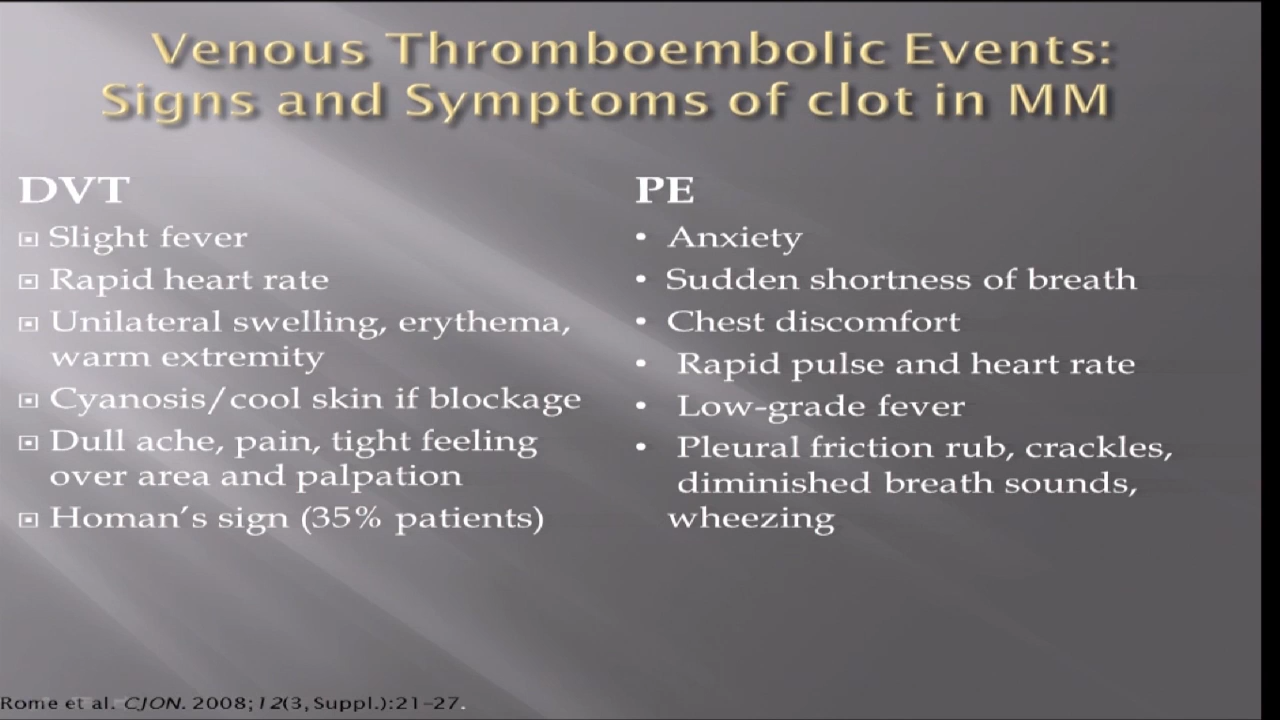 Venous Thromboembolic Events:
Signs and Symptoms of clot in MM
DVT
Slight fever
Rapid heart rate
Unilateral swelling, erythema,
warm extremity
Cyanosis/cool skin if blockage
Dull ache, pain, tight feeling
over area and palpation
Homan's sign (35% patients)
PE
• Anxiety
• Sudden shortness of breath
• Chest discomfort
• Rapid pulse and heart rate
• Low-grade fever
• Pleural friction rub, crackles,
diminished breath sounds,
wheezing
Rome et al. CJON. 2008;12(3, Suppl.):21–27.